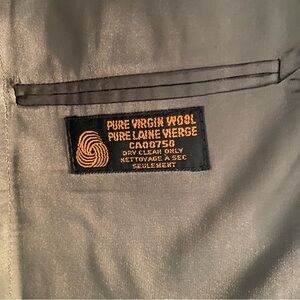 PURE VIRGIN WOOL
PURE LAINE VIERGE
CA00750
DRY CLEAN ONLY
NETTOYAGE A SEC
SEULEMENT